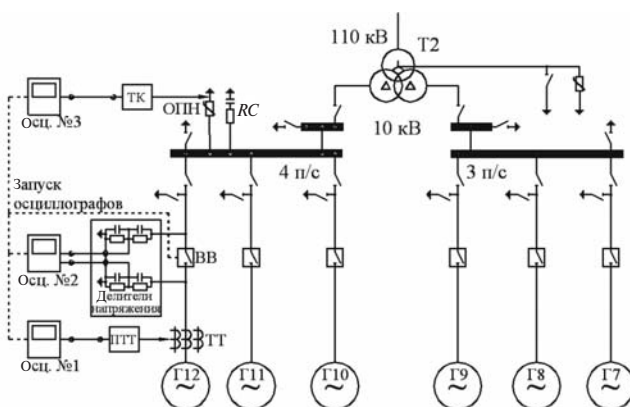 110 кВ
Т2
ТК
ОПН
RC
Осц. №3
10 кВ
4 п/с
3 п/с
Запуск
осциллографов
ВВ
Осц. №2
Делители
напряжения
ПТТ
ТТ
Осц. №1
Г12
Г11
Г10
Г9
Г8
Г7